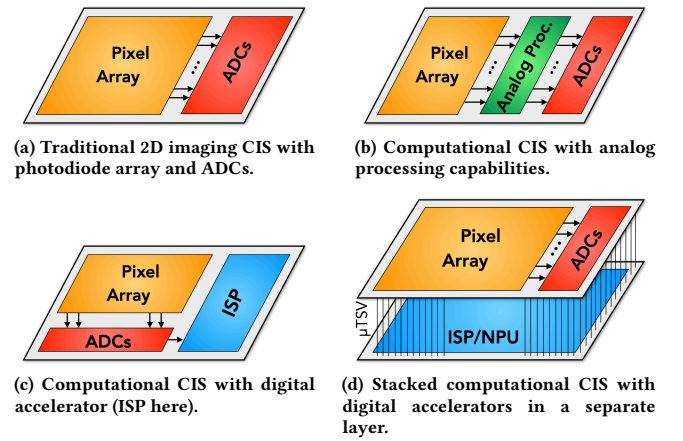 Pixel
Array
...
ADCs
(a) Traditional 2D imaging CIS with
photodiode array and ADCs.
Pixel
Array
...
Analog Proc.
...
ADCs
(b) Computational CIS with analog
processing capabilities.
Pixel
Array
ADCs
ISP
(c) Computational CIS with digital
accelerator (ISP here).
Pixel
Array
...
ADCs
μTSV
ISP/NPU
(d) Stacked computational CIS with
digital accelerators in a separate
layer.